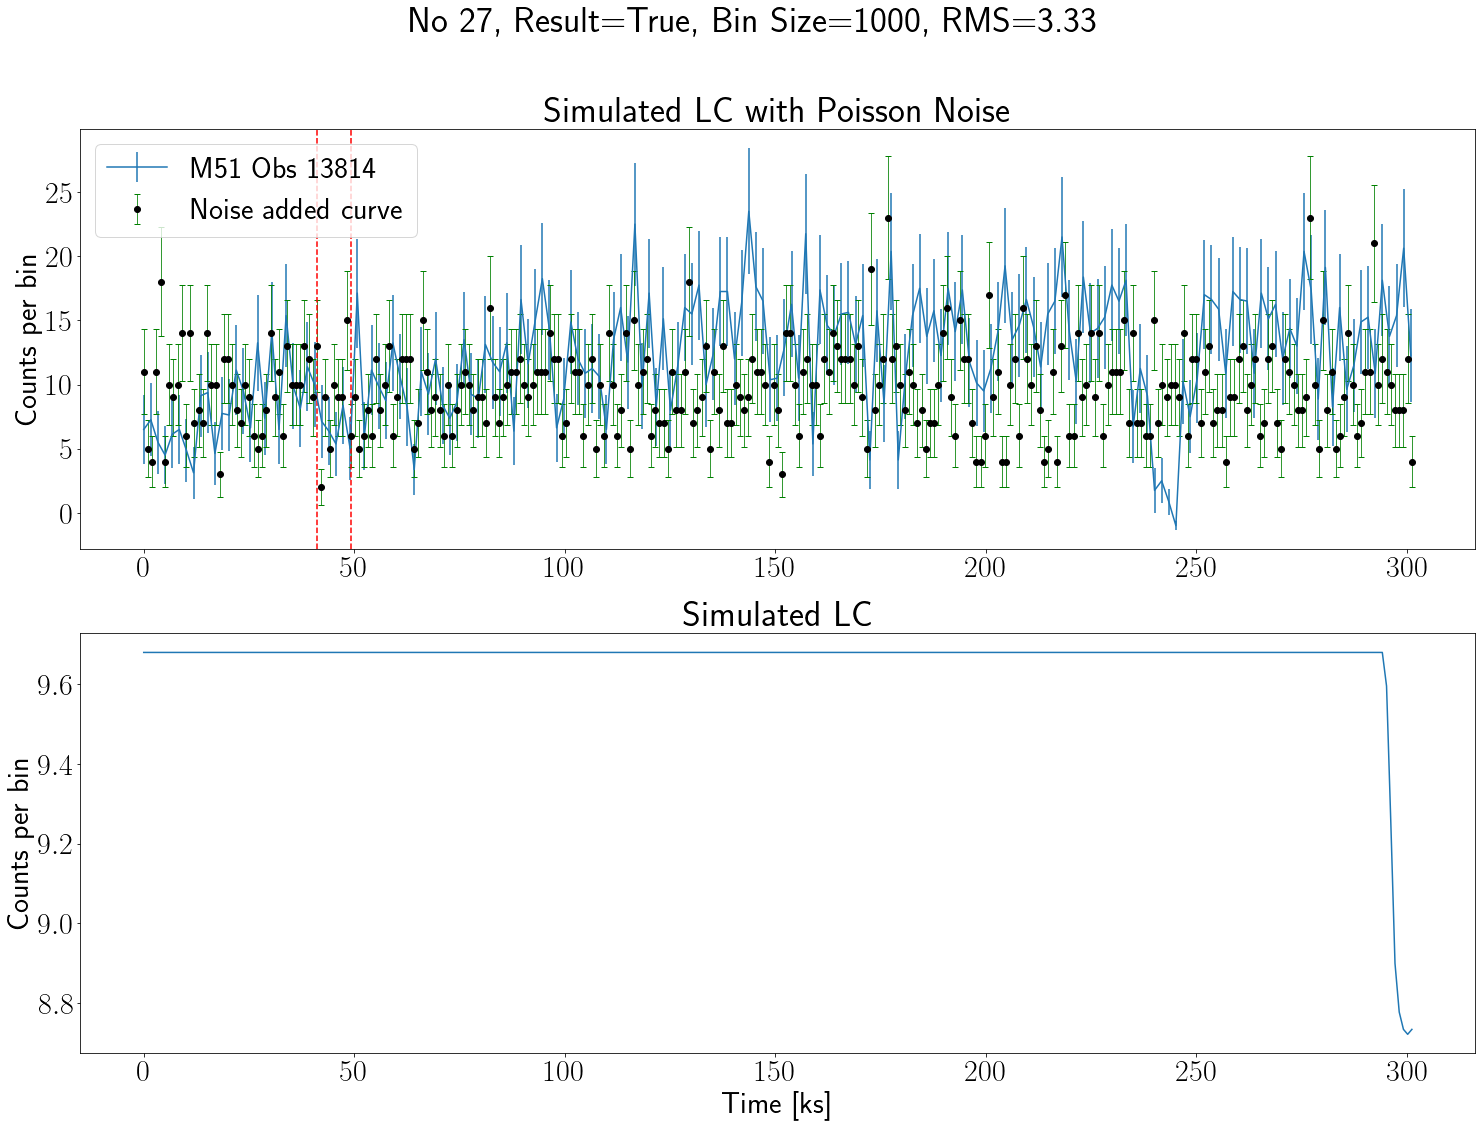 No 27, Result=True, Bin Size=1000, RMS=3.33
Simulated LC with Poisson Noise
M51 Obs 13814
Noise added curve
Counts per bin
25
20
15
10
5
0
0 50 100 150 200 250 300
Simulated LC
Counts per bin
9.6
9.4
9.2
9.0
8.8
0 50 100 150 200 250 300
Time [ks]